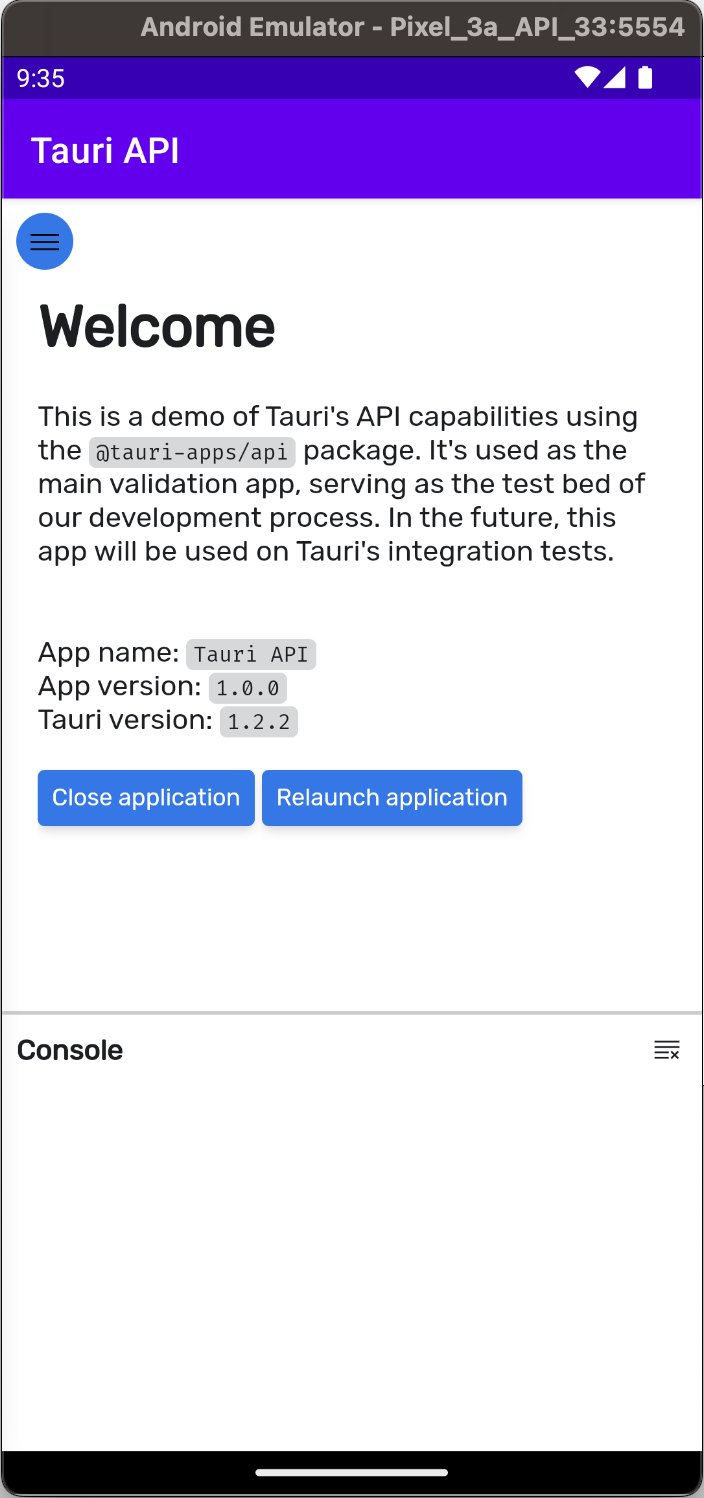 Android Emulator - Pixel_3a_API_33:5554
9:35
Tauri API
Welcome
This is a demo of Tauri's API capabilities using
the @tauri-apps/api package. It's used as the
main validation app, serving as the test bed of
our development process. In the future, this
app will be used on Tauri's integration tests.
App name: Tauri API
App version: 1.0.0
Tauri version: 1.2.2
Close application Relaunch application
Console